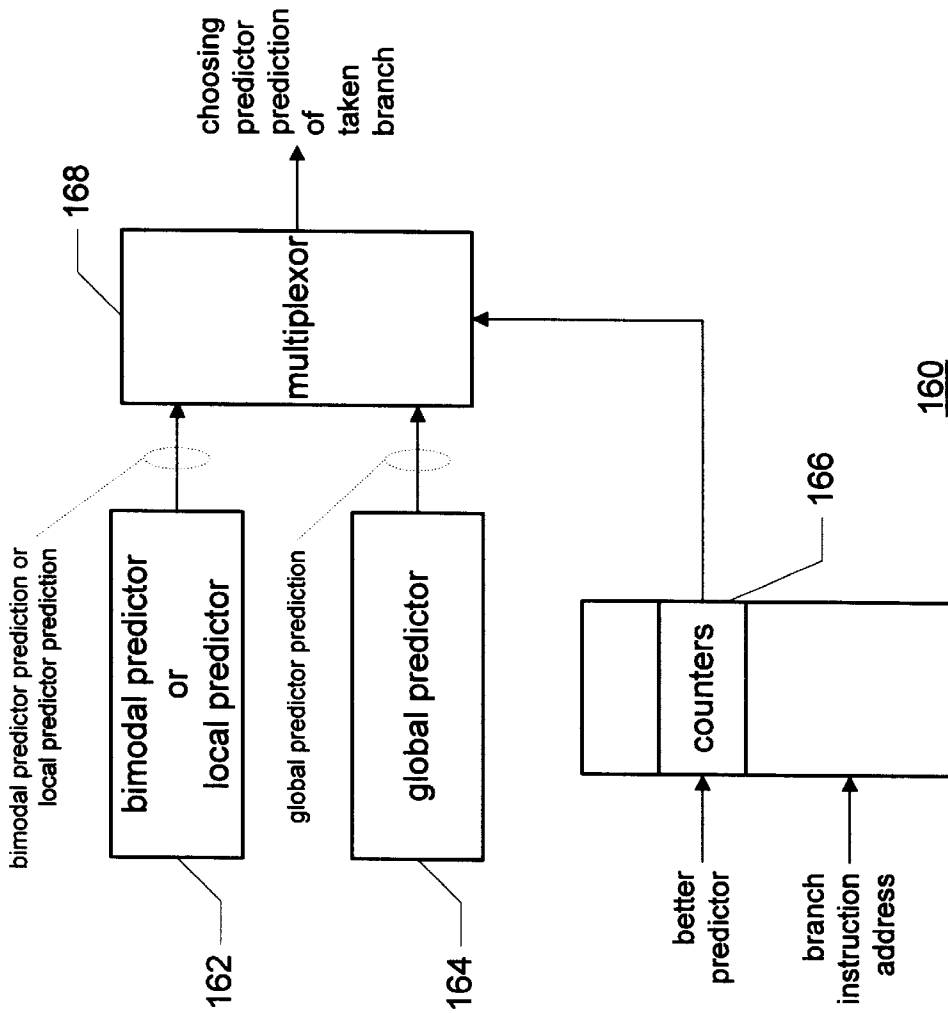 bimodal predictor prediction or
local predictor prediction
162
bimodal predictor
or
local predictor
168
multiplexor
choosing
predictor
prediction
of
taken
branch
global predictor prediction
164
global predictor
better
predictor
branch
instruction
address
counters
166
160